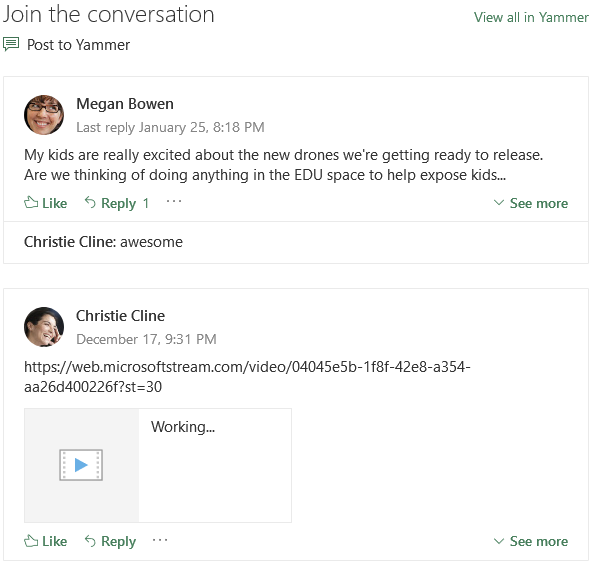 Join the conversation
View all in Yammer
Post to Yammer
Megan Bowen
Last reply January 25, 8:18 PM
My kids are really excited about the new drones we're getting ready to release.
Are we thinking of doing anything in the EDU space to help expose kids...
Like Reply 1 ... See more
Christie Cline: awesome
Christie Cline
December 17, 9:31 PM
https://web.microsoftstream.com/video/04045e5b-1f8f-42e8-a354-
aa26d400226f?st=30
Working...
Like Reply ... See more